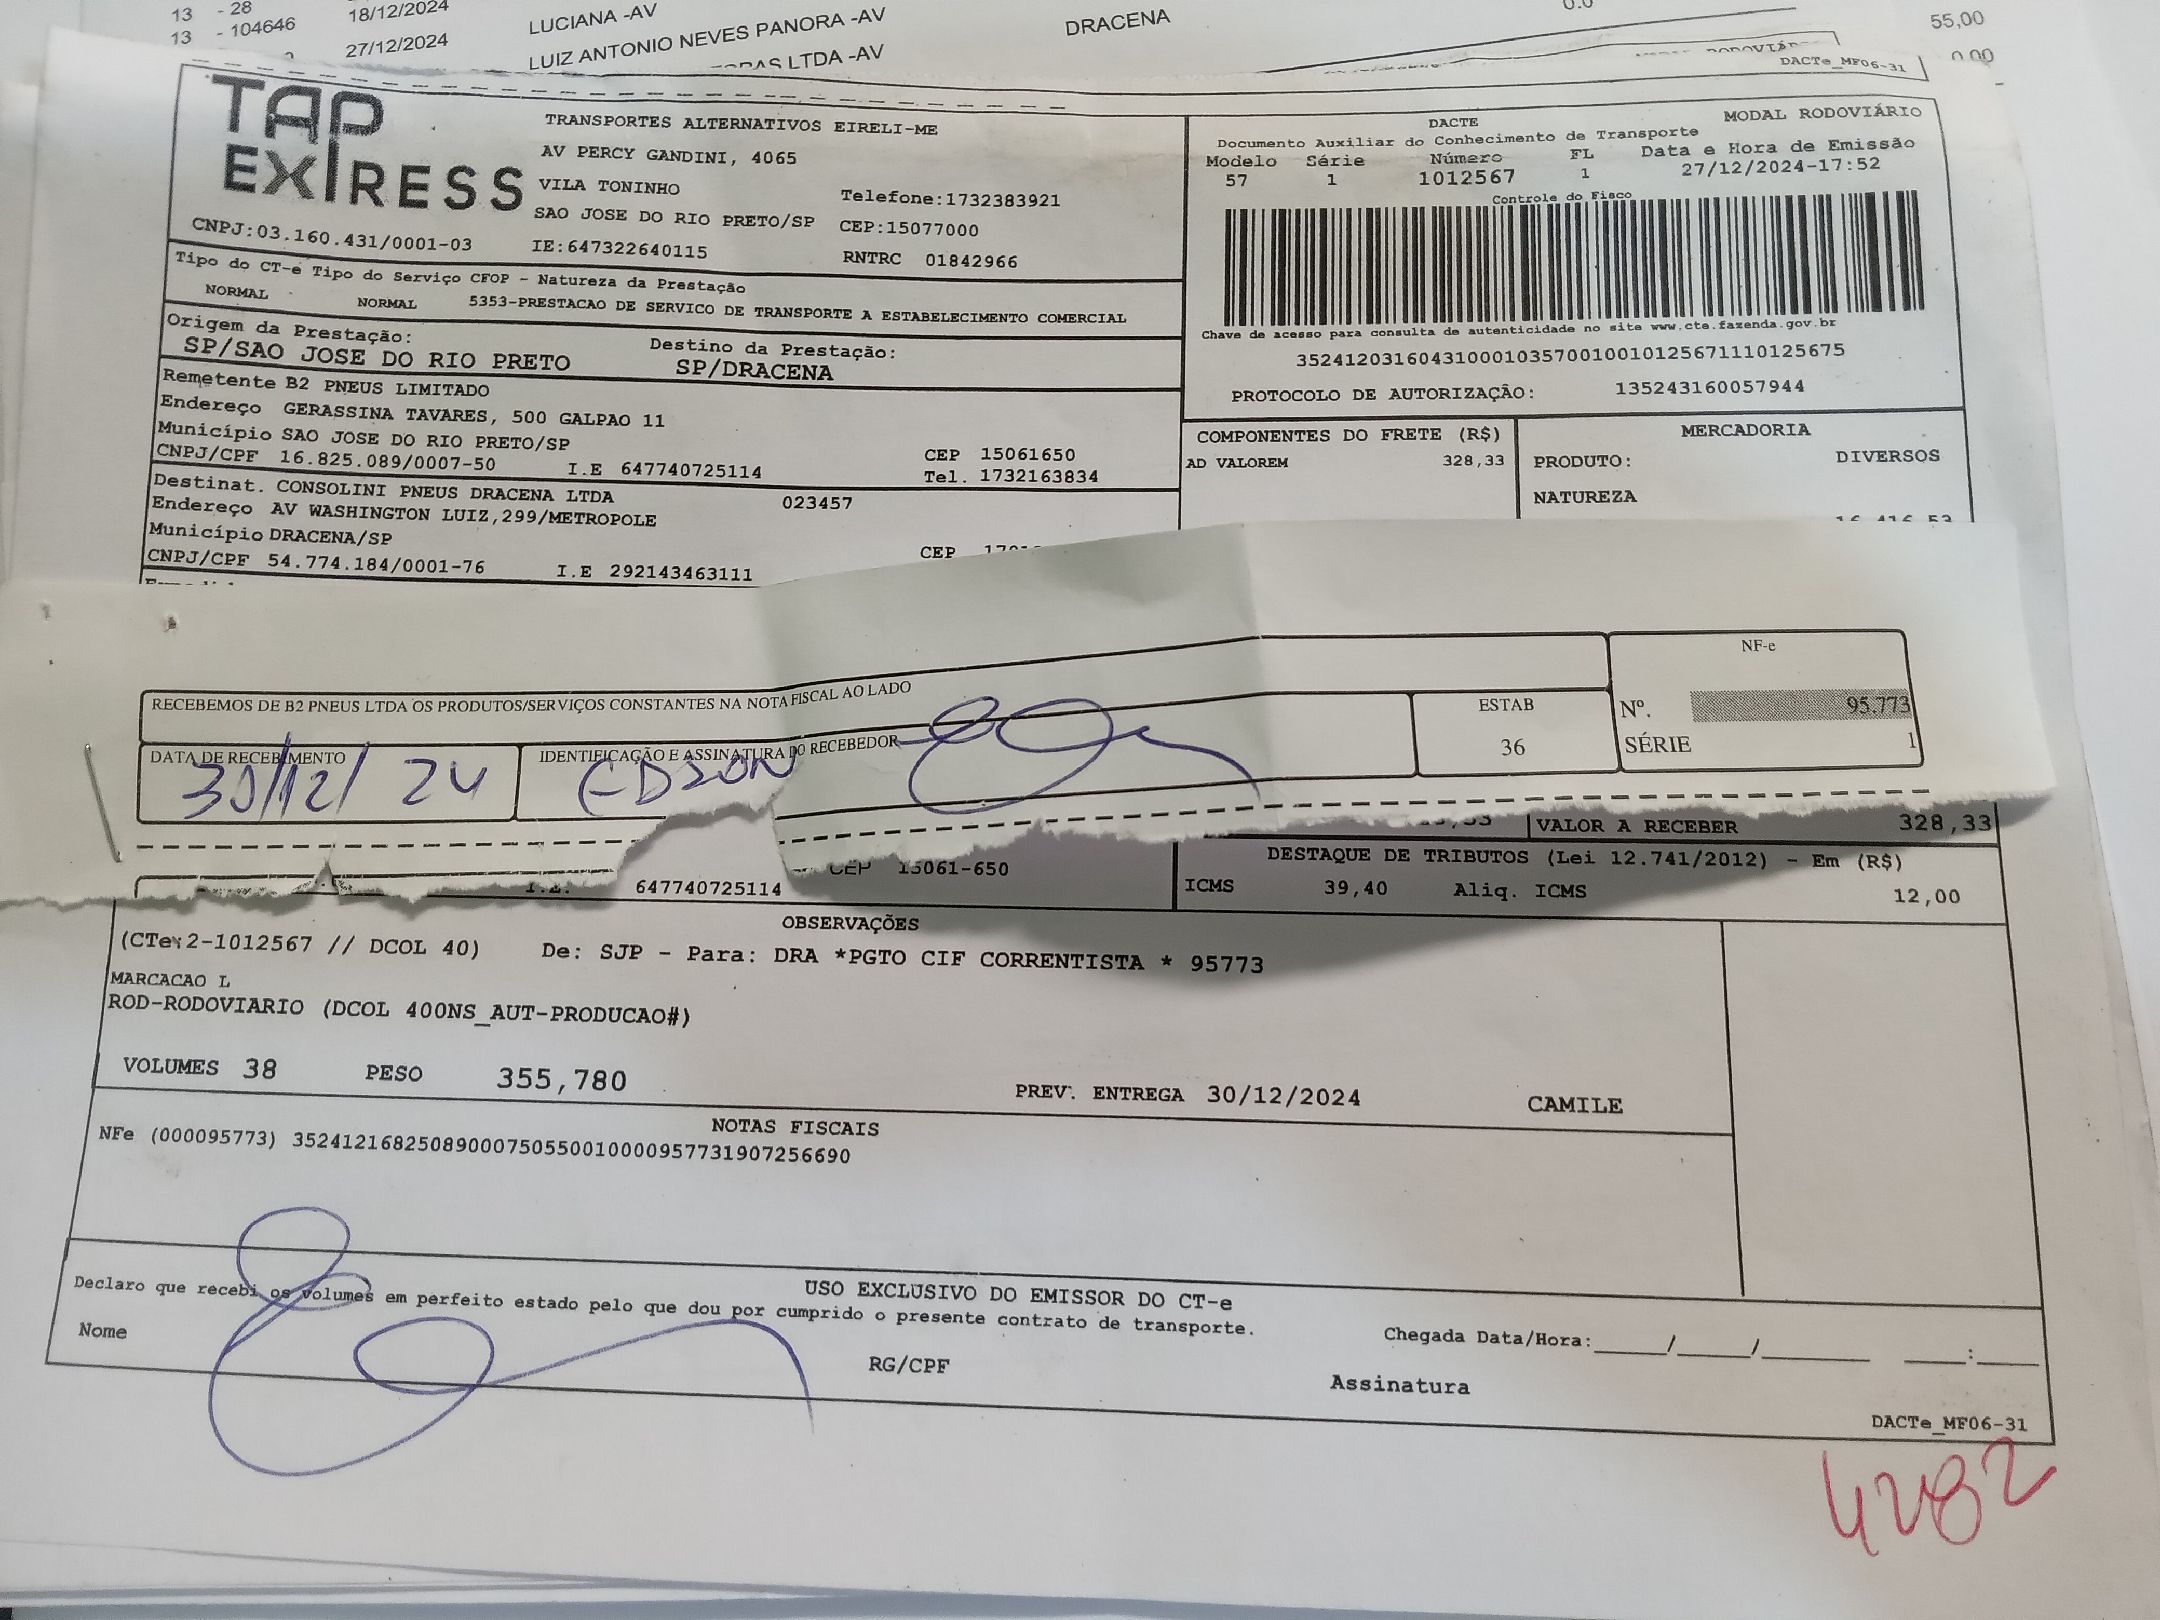 13 - 28 18/12/2024 LUCIANA -AV
13 - 104646 27/12/2024 LUIZ ANTONIO NEVES PANORA -AV DRACENA 0.0 55,00
LTDA -AV 0.00
DACTe_MF06-31
TAP EXPRESS
TRANSPORTES ALTERNATIVOS EIRELI-ME
AV PERCY GANDINI, 4065
VILA TONINHO Telefone:1732383921
SAO JOSE DO RIO PRETO/SP CEP:15077000
CNPJ:03.160.431/0001-03 IE:647322640115 RNTRC 01842966
DACTE MODAL RODOVIÁRIO
Documento Auxiliar do Conhecimento de Transporte
Modelo Série Número FL Data e Hora de Emissão
57 1 1012567 1 27/12/2024-17:52
Controle do Fisco
Chave de acesso para consulta de autenticidade no site www.cte.fazenda.gov.br
35241203160431000103570010010125671110125675
PROTOCOLO DE AUTORIZAÇÃO: 135243160057944
Tipo do CT-e Tipo do Serviço CFOP - Natureza da Prestação
NORMAL NORMAL 5353-PRESTACAO DE SERVICO DE TRANSPORTE A ESTABELECIMENTO COMERCIAL
Origem da Prestação: Destino da Prestação:
SP/SAO JOSE DO RIO PRETO SP/DRACENA
Remetente B2 PNEUS LIMITADO
Endereço GERASSINA TAVARES, 500 GALPAO 11
Município SAO JOSE DO RIO PRETO/SP CEP 15061650
CNPJ/CPF 16.825.089/0007-50 I.E 647740725114 Tel. 1732163834
Destinat. CONSOLINI PNEUS DRACENA LTDA 023457
Endereço AV WASHINGTON LUIZ,299/METROPOLE
Município DRACENA/SP CEP
CNPJ/CPF 54.774.184/0001-76 I.E 292143463111
COMPONENTES DO FRETE (R$) MERCADORIA
AD VALOREM 328,33 PRODUTO: DIVERSOS
NATUREZA
16.416,53
NF-e
RECEBEMOS DE B2 PNEUS LTDA OS PRODUTOS/SERVIÇOS CONSTANTES NA NOTA FISCAL AO LADO
ESTAB Nº. 95.773
36 SÉRIE 1
DATA DE RECEBIMENTO IDENTIFICAÇÃO E ASSINATURA DO RECEBEDOR
30/12/24 EDSON
VALOR A RECEBER 328,33
CEP 15061-650 DESTAQUE DE TRIBUTOS (Lei 12.741/2012) - Em (R$)
I.E. 647740725114 ICMS 39,40 Aliq. ICMS 12,00
OBSERVAÇÕES
(CTe:2-1012567 // DCOL 40) De: SJP - Para: DRA *PGTO CIF CORRENTISTA * 95773
MARCACAO L
ROD-RODOVIARIO (DCOL 400NS_AUT-PRODUCAO#)
VOLUMES 38 PESO 355,780 PREV. ENTREGA 30/12/2024 CAMILE
NOTAS FISCAIS
NFe (000095773) 35241216825089000750550010000957731907256690
USO EXCLUSIVO DO EMISSOR DO CT-e
Declaro que recebi os volumes em perfeito estado pelo que dou por cumprido o presente contrato de transporte.
Nome RG/CPF Assinatura Chegada Data/Hora:_____/_____/_______ ____:____
DACTe_MF06-31
4282